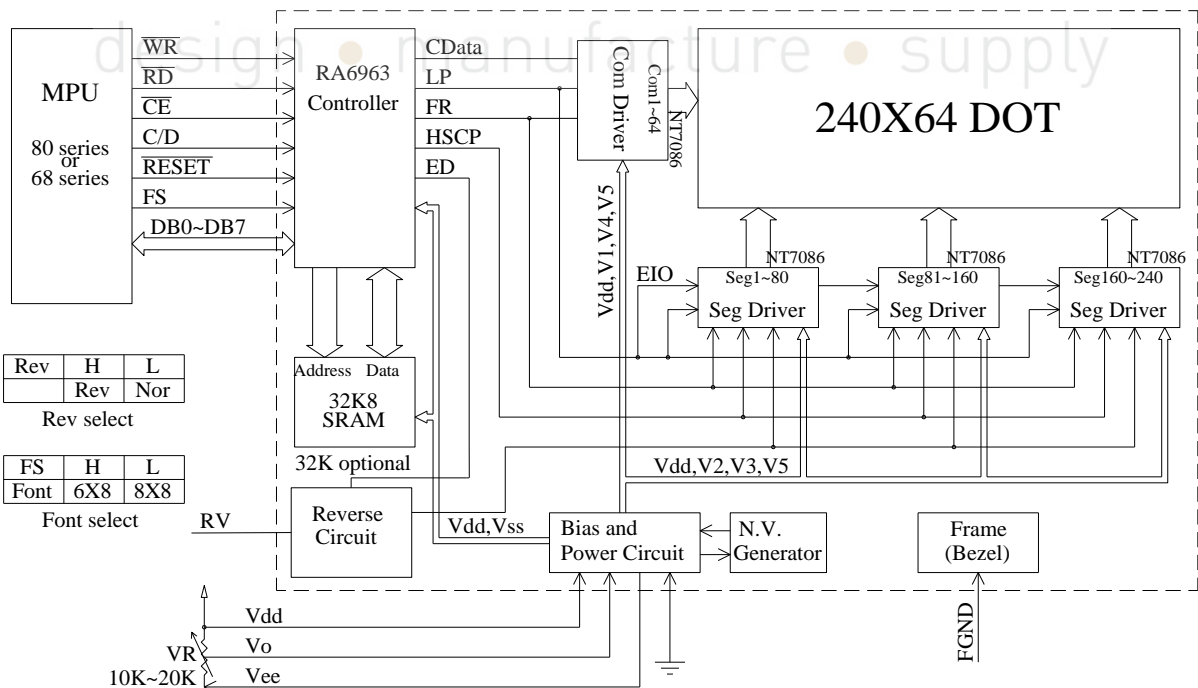 design • manufacture • supply
MPU
80 series
or
68 series
WR
RD
CE
C/D
RESET
FS
DB0~DB7
RA6963
Controller
CData
LP
FR
HSCP
ED
Com Driver
Com1~64
NT7086
240X64 DOT
Vdd,V1,V4,V5
EIO
NT7086
Seg1~80
Seg Driver
NT7086
Seg81~160
Seg Driver
NT7086
Seg160~240
Seg Driver
Address Data
32K8
SRAM
32K optional
Rev H L
Rev Nor
Rev select
FS H L
Font 6X8 8X8
Font select
Vdd,V2,V3,V5
RV
Reverse
Circuit
Vdd,Vss
Bias and
Power Circuit
N.V.
Generator
Frame
(Bezel)
FGND
Vdd
Vo
Vee
VR
10K~20K